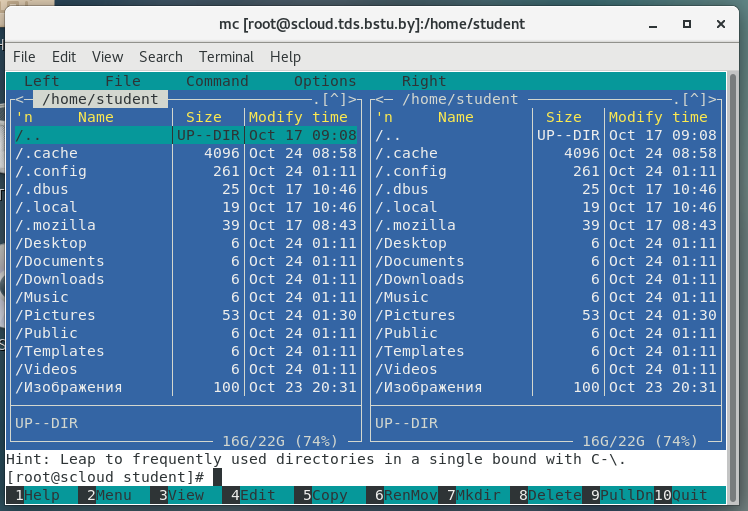 mc [root@scloud.tds.bstu.by]:/home/student
File Edit View Search Terminal Help
Left File Command Options Right
<─ /home/student ─.[^]> <─ /home/student ─.[^]>
'n Name Size Modify time 'n Name Size Modify time
/.. UP--DIR Oct 17 09:08 /.. UP--DIR Oct 17 09:08
/.cache 4096 Oct 24 08:58 /.cache 4096 Oct 24 08:58
/.config 261 Oct 24 01:11 /.config 261 Oct 24 01:11
/.dbus 25 Oct 17 10:46 /.dbus 25 Oct 17 10:46
/.local 19 Oct 17 10:46 /.local 19 Oct 17 10:46
/.mozilla 39 Oct 17 08:43 /.mozilla 39 Oct 17 08:43
/Desktop 6 Oct 24 01:11 /Desktop 6 Oct 24 01:11
/Documents 6 Oct 24 01:11 /Documents 6 Oct 24 01:11
/Downloads 6 Oct 24 01:11 /Downloads 6 Oct 24 01:11
/Music 6 Oct 24 01:11 /Music 6 Oct 24 01:11
/Pictures 53 Oct 24 01:30 /Pictures 53 Oct 24 01:30
/Public 6 Oct 24 01:11 /Public 6 Oct 24 01:11
/Templates 6 Oct 24 01:11 /Templates 6 Oct 24 01:11
/Videos 6 Oct 24 01:11 /Videos 6 Oct 24 01:11
/Изображения 100 Oct 23 20:31 /Изображения 100 Oct 23 20:31
UP--DIR UP--DIR
16G/22G (74%) 16G/22G (74%)
Hint: Leap to frequently used directories in a single bound with C-\.
[root@scloud student]#
1Help 2Menu 3View 4Edit 5Copy 6RenMov 7Mkdir 8Delete 9PullDn 10Quit